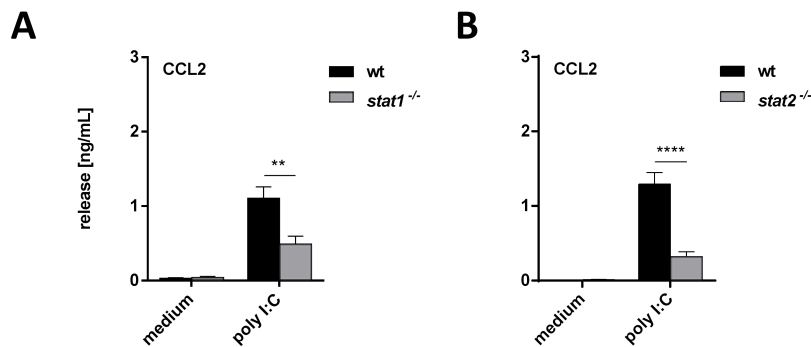 A
B
3
CCL2
wt
stat1 -/-
2
release [ng/mL]
**
1
0
medium
poly I:C
3
CCL2
wt
stat2 -/-
2
****
1
0
medium
poly I:C